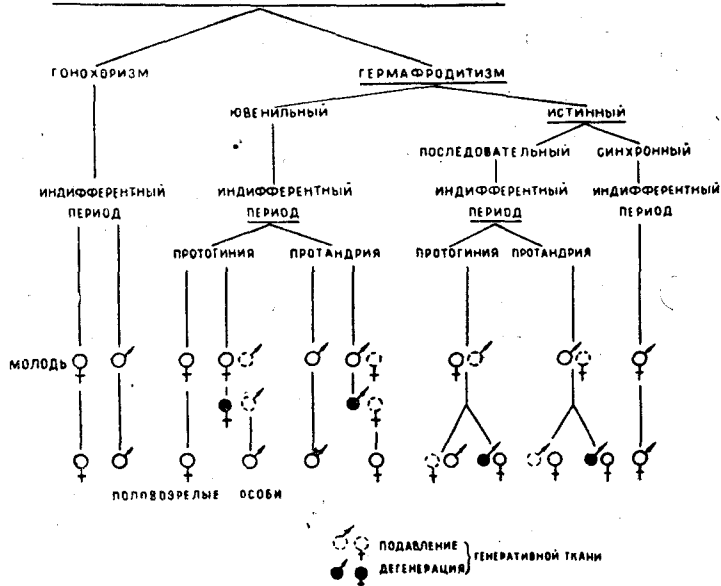 ГОНОХОРИЗМ
ГЕРМАФРОДИТИЗМ
ЮВЕНИЛЬНЫЙ
ИСТИННЫЙ
ПОСЛЕДОВАТЕЛЬНЫЙ
СИНХРОННЫЙ
ИНДИФФЕРЕНТНЫЙ
ПЕРИОД
ИНДИФФЕРЕНТНЫЙ
ПЕРИОД
ИНДИФФЕРЕНТНЫЙ
ПЕРИОД
ИНДИФФЕРЕНТНЫЙ
ПЕРИОД
ПРОТОГИНИЯ
ПРОТАНДРИЯ
ПРОТОГИНИЯ
ПРОТАНДРИЯ
МОЛОДЬ
ПОЛОВОЗРЕЛЫЕ ОСОБИ
ПОДАВЛЕНИЕ
ДЕГЕНЕРАЦИЯ
ГЕНЕРАТИВНОЙ ТКАНИ